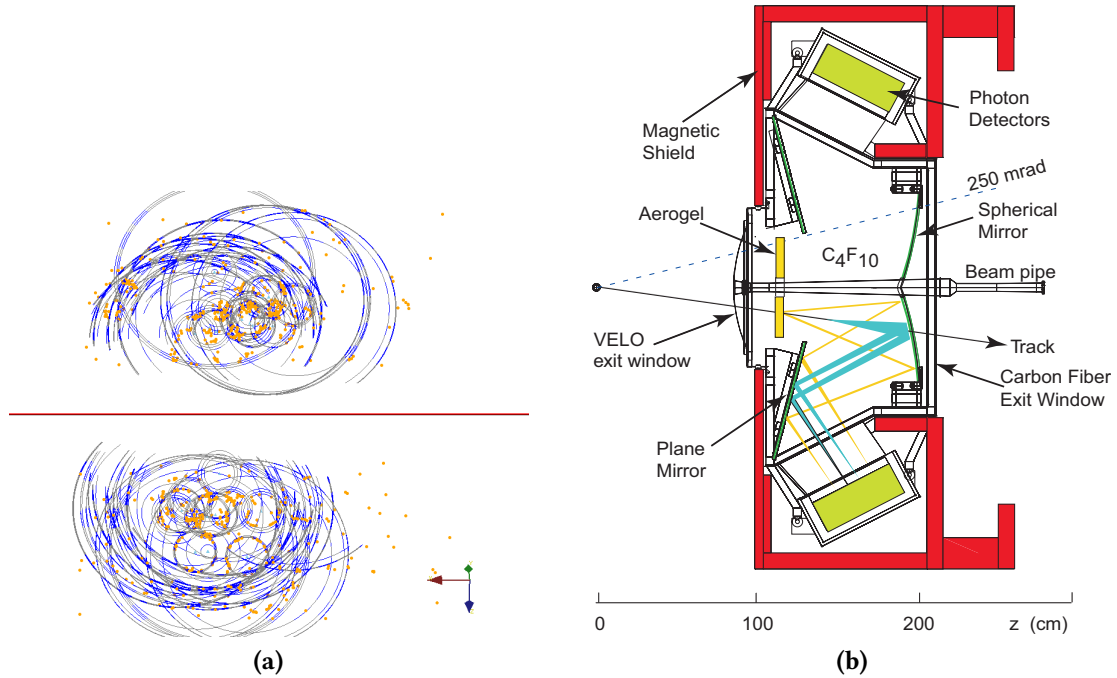 Magnetic
Shield
Photon
Detectors
250 mrad
Aerogel
Spherical
Mirror
C4F10
Beam pipe
VELO
exit window
Track
Carbon Fiber
Exit Window
Plane
Mirror
0
100
200
z (cm)
(a)
(b)